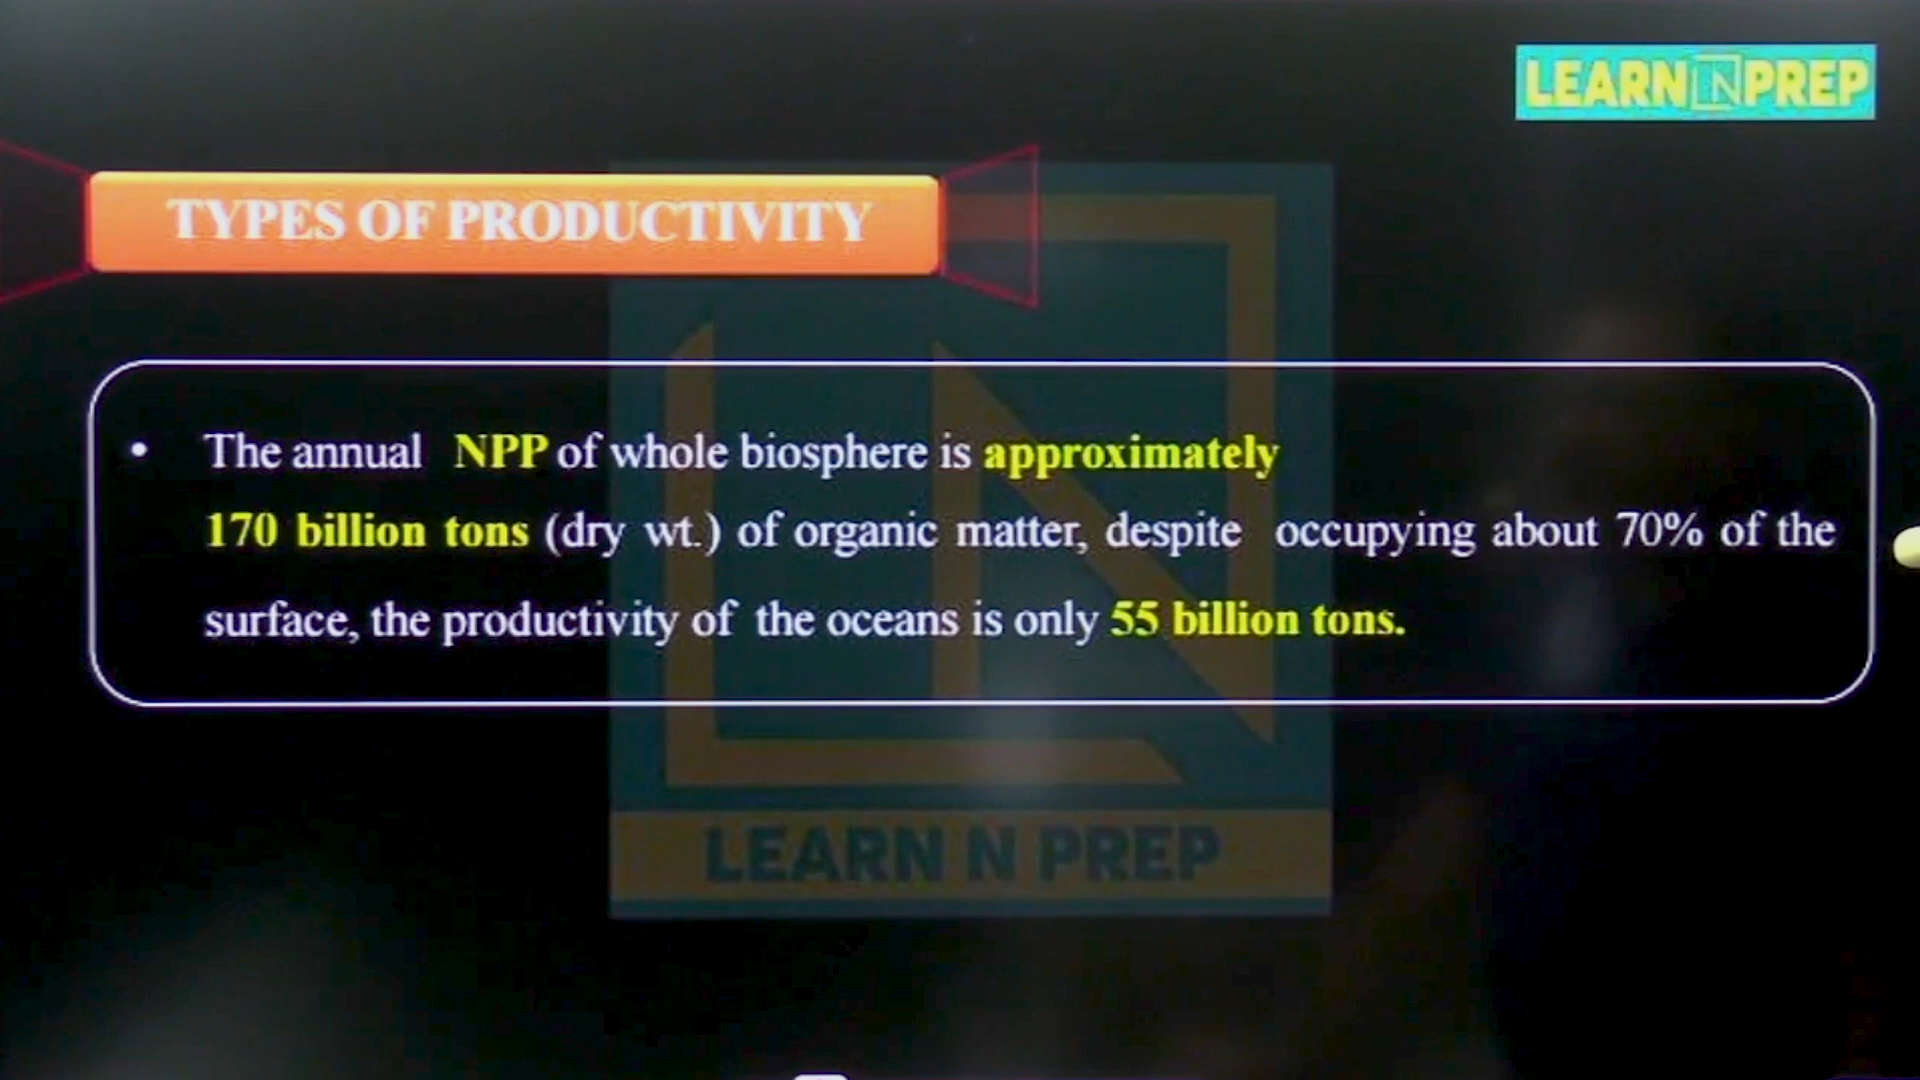 LEARN N PREP
TYPES OF PRODUCTIVITY
• The annual NPP of whole biosphere is approximately
170 billion tons (dry wt.) of organic matter, despite occupying about 70% of the
surface, the productivity of the oceans is only 55 billion tons.
LEARN N PREP